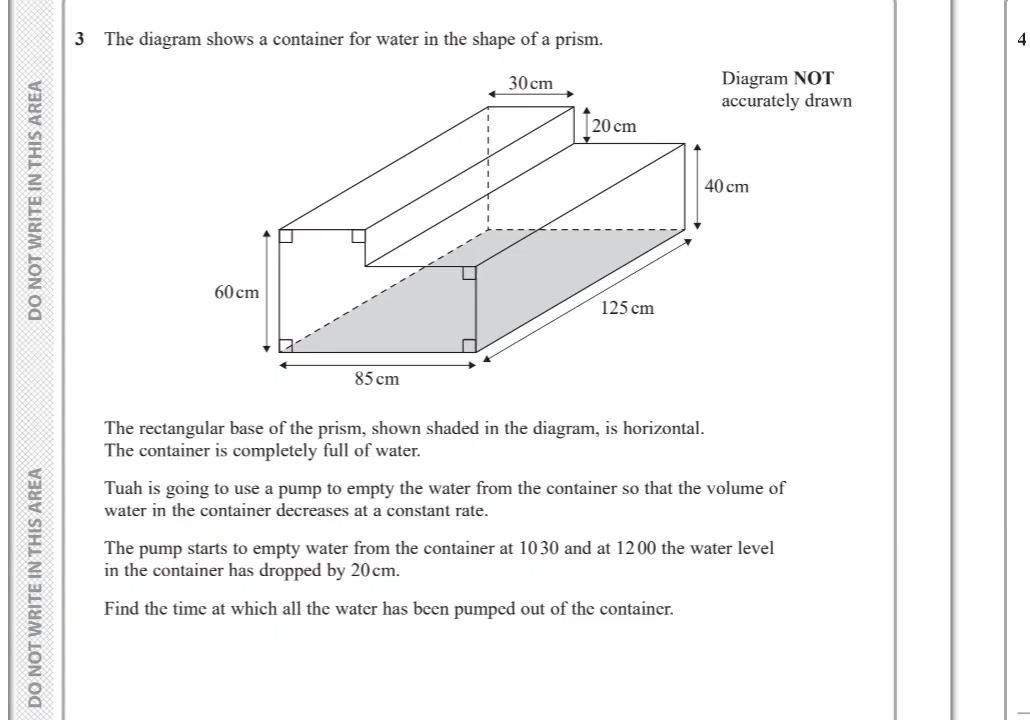 DO NOT WRITE IN THIS AREA
DO NOT WRITE IN THIS AREA
3 The diagram shows a container for water in the shape of a prism.
4
Diagram NOT
accurately drawn
30 cm
20 cm
40 cm
60 cm
125 cm
85 cm
The rectangular base of the prism, shown shaded in the diagram, is horizontal.
The container is completely full of water.
Tuah is going to use a pump to empty the water from the container so that the volume of
water in the container decreases at a constant rate.
The pump starts to empty water from the container at 10 30 and at 12 00 the water level
in the container has dropped by 20 cm.
Find the time at which all the water has been pumped out of the container.